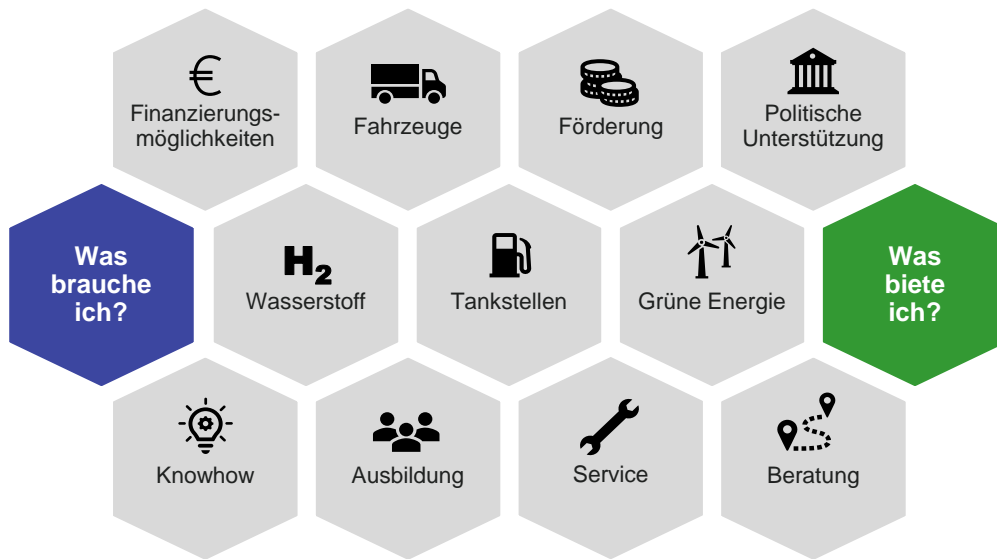 €
Finanzierungs-
möglichkeiten
Fahrzeuge
Förderung
Politische
Unterstützung
Was
brauche
ich?
H₂
Wasserstoff
Tankstellen
Grüne Energie
Was
biete
ich?
Knowhow
Ausbildung
Service
Beratung